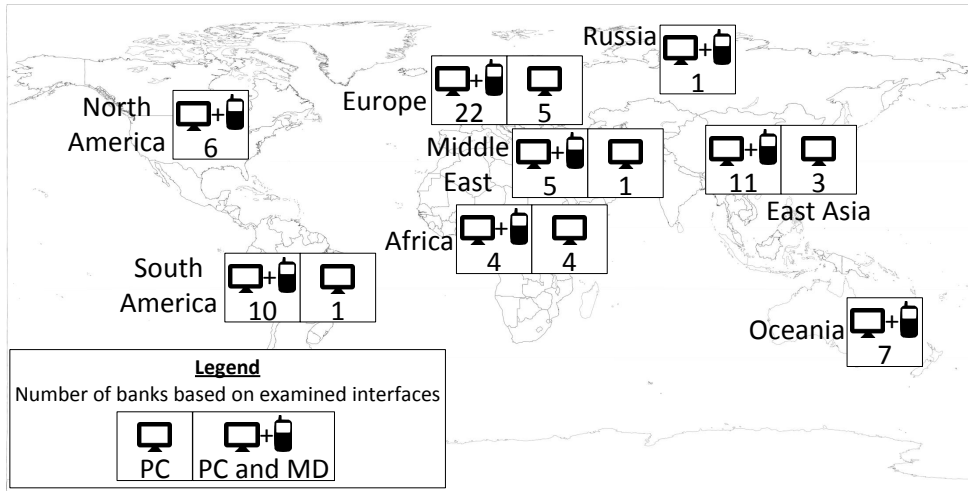 Russia
1
North
America
6
Europe
22
5
Middle
East
5
1
11
3
East Asia
Africa
4
4
South
America
10
1
Oceania
7
Legend
Number of banks based on examined interfaces
PC
PC and MD